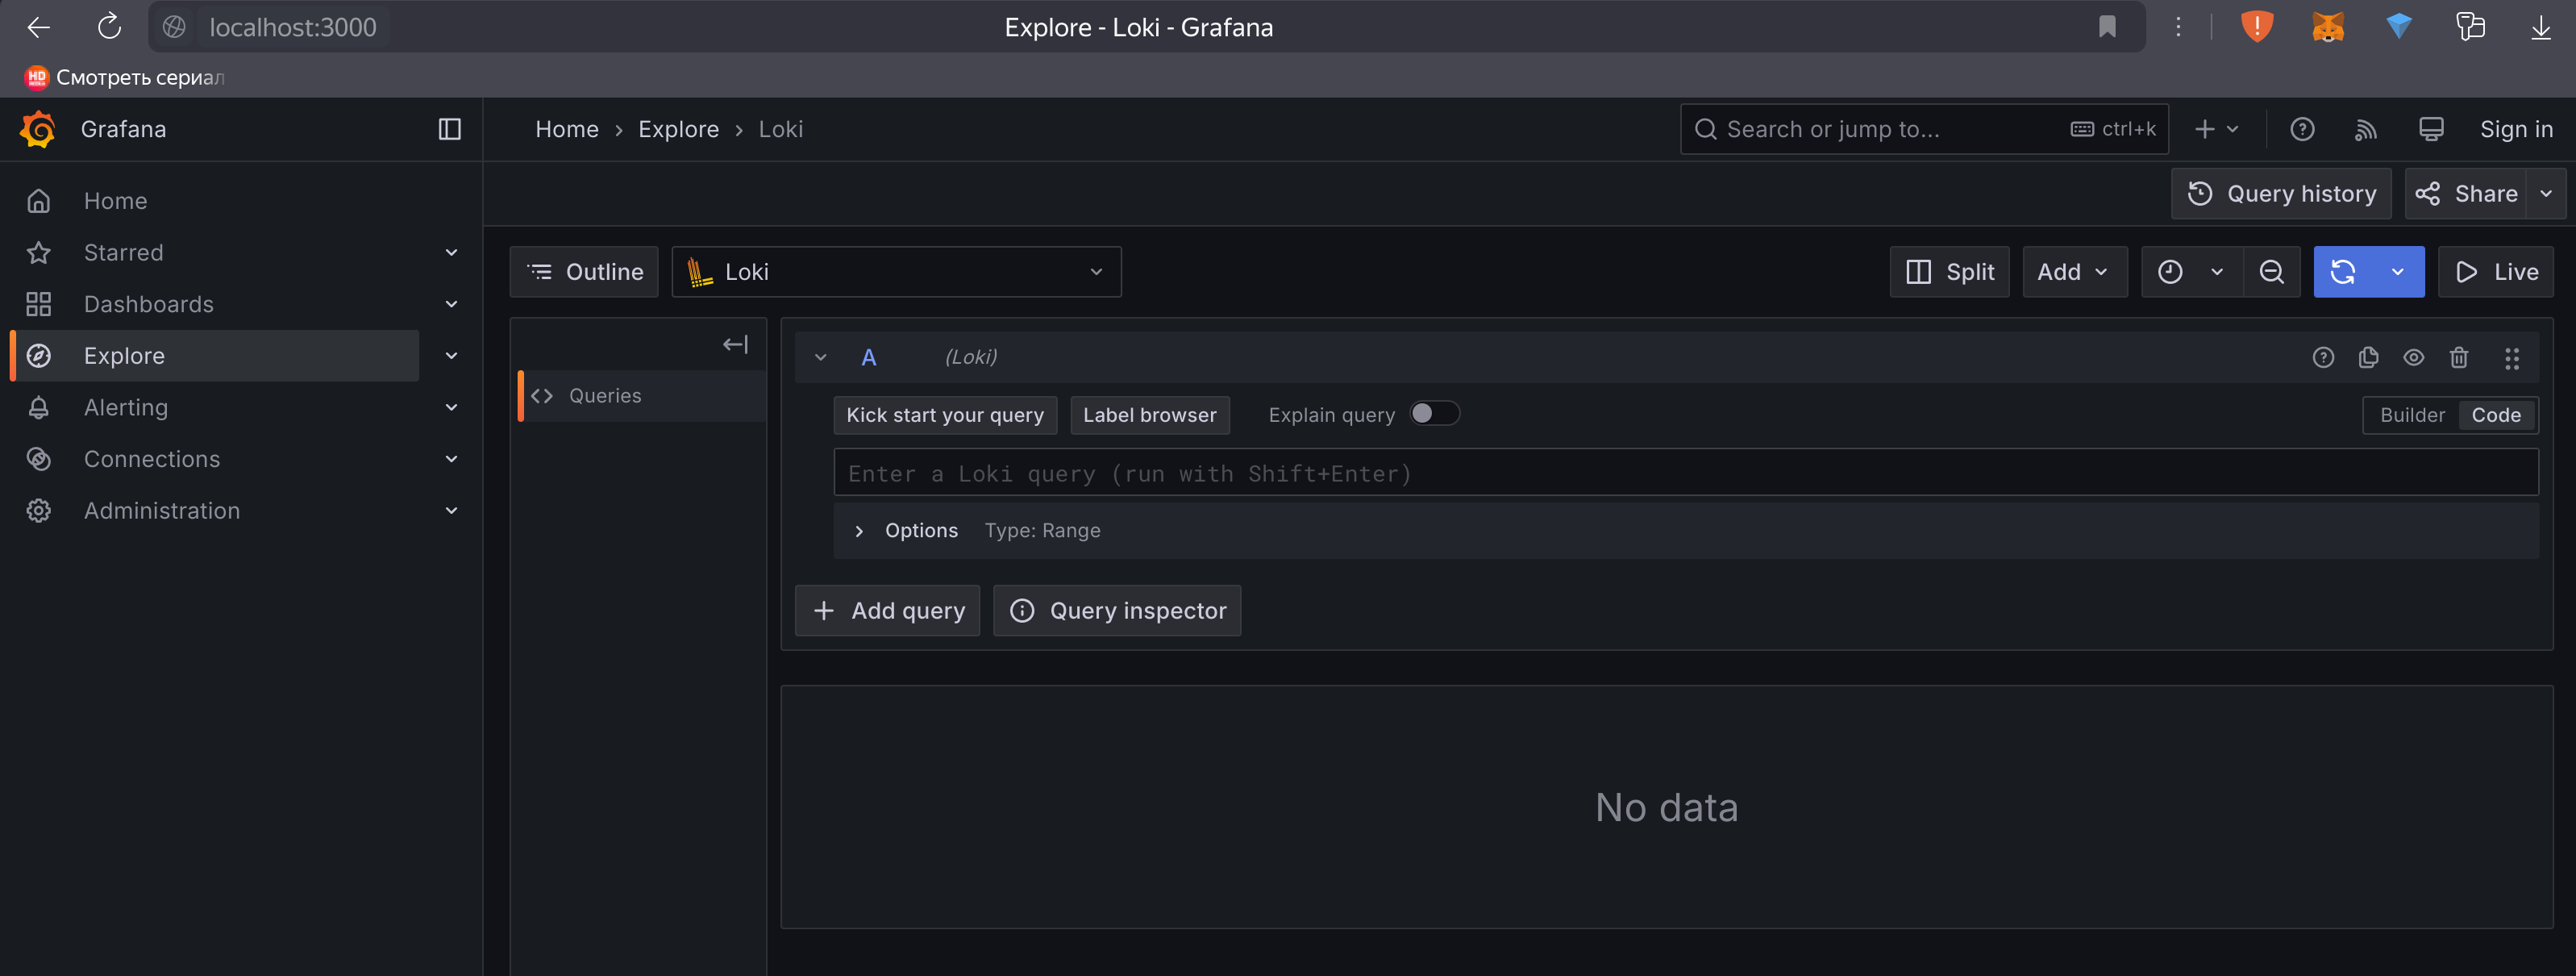 localhost:3000
Explore - Loki - Grafana
Смотреть сериал
Grafana
Home › Explore › Loki
Search or jump to...
ctrl+k
Sign in
Home
Starred
Dashboards
Explore
Alerting
Connections
Administration
Query history
Share
Outline
Loki
Split
Add
Live
Queries
A
(Loki)
Kick start your query
Label browser
Explain query
Builder
Code
Enter a Loki query (run with Shift+Enter)
Options
Type: Range
Add query
Query inspector
No data